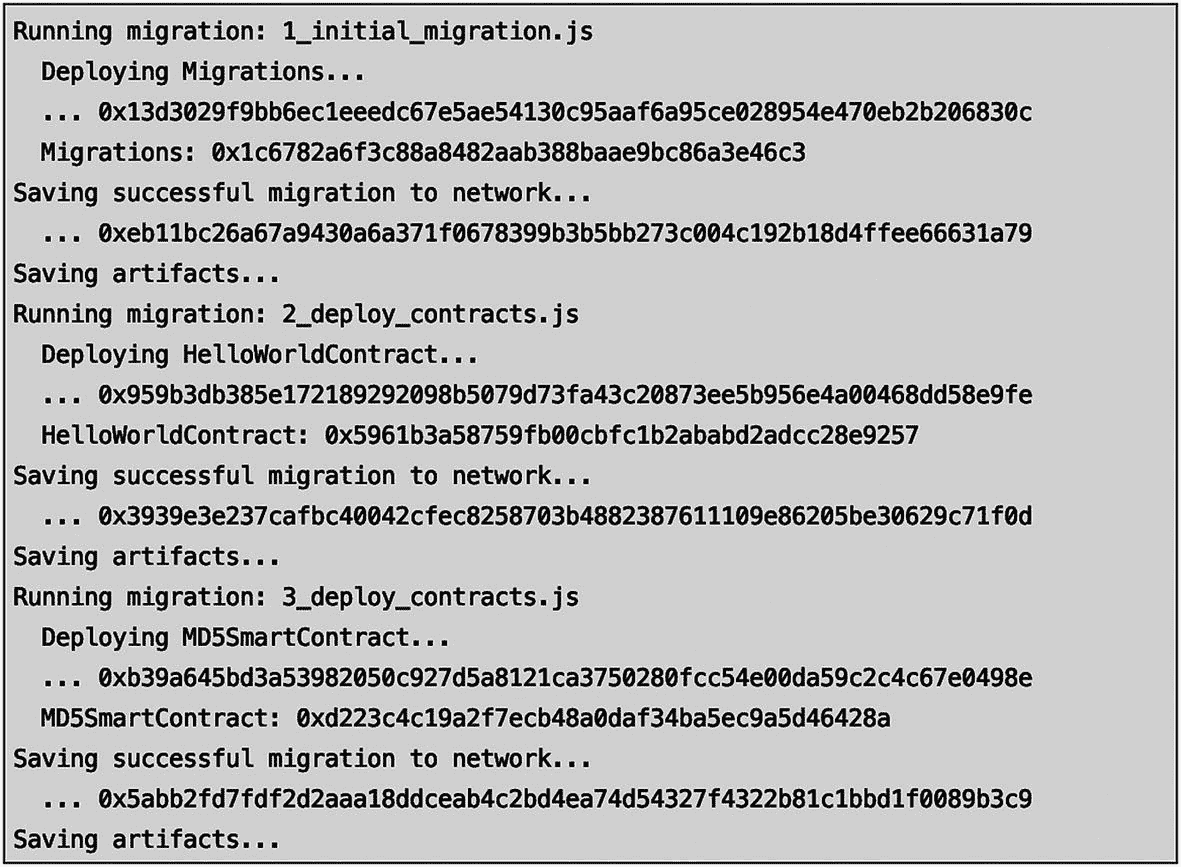 Running migration: 1_initial_migration.js
Deploying Migrations...
... 0x13d3029f9bb6ec1eeedc67e5ae54130c95aaf6a95ce028954e470eb2b206830c
Migrations: 0x1c6782a6f3c88a8482aab388baae9bc86a3e46c3
Saving successful migration to network...
... 0xeb11bc26a67a9430a6a371f0678399b3b5bb273c004c192b18d4ffee66631a79
Saving artifacts...
Running migration: 2_deploy_contracts.js
Deploying HelloWorldContract...
... 0x959b3db385e172189292098b5079d73fa43c20873ee5b956e4a00468dd58e9fe
HelloWorldContract: 0x5961b3a58759fb00cbfc1b2ababd2adcc28e9257
Saving successful migration to network...
... 0x3939e3e237cafbc40042cfec8258703b4882387611109e86205be30629c71f0d
Saving artifacts...
Running migration: 3_deploy_contracts.js
Deploying MD5SmartContract...
... 0xb39a645bd3a53982050c927d5a8121ca3750280fcc54e00da59c2c4c67e0498e
MD5SmartContract: 0xd223c4c19a2f7ecb48a0daf34ba5ec9a5d46428a
Saving successful migration to network...
... 0x5abb2fd7fdf2d2aaa18ddceab4c2bd4ea74d54327f4322b81c1bbd1f0089b3c9
Saving artifacts...